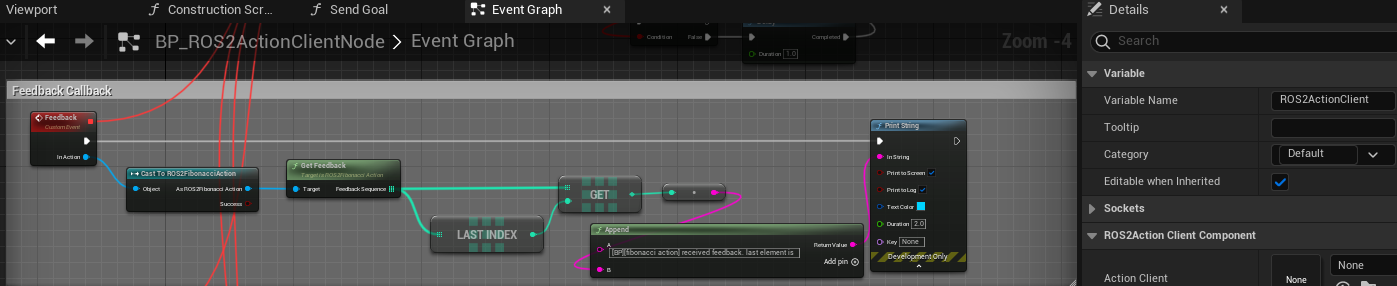 Viewport
Construction Scr...
Send Goal
Event Graph
Details
BP_ROS2ActionClientNode > Event Graph
Zoom -4
Condition
False
Completed
Duration 1.0
Search
Variable
Variable Name
ROS2ActionClient
Tooltip
Category
Default
Editable when Inherited
Sockets
ROS2Action Client Component
Action Client
None
None
Feedback Callback
Feedback
Custom Event
In Action
Cast To ROS2FibonacciAction
Object
As ROS2Fibonacci Action
Success
Get Feedback
Target is ROS2Fibonacci Action
Target
Feedback Sequence
LAST INDEX
GET
Append
A
[BP][fibonacci action] received feedback. last element is
B
Return Value
Add pin
Print String
In String
Print to Screen
Print to Log
Text Color
Duration 2.0
Key None
Development Only